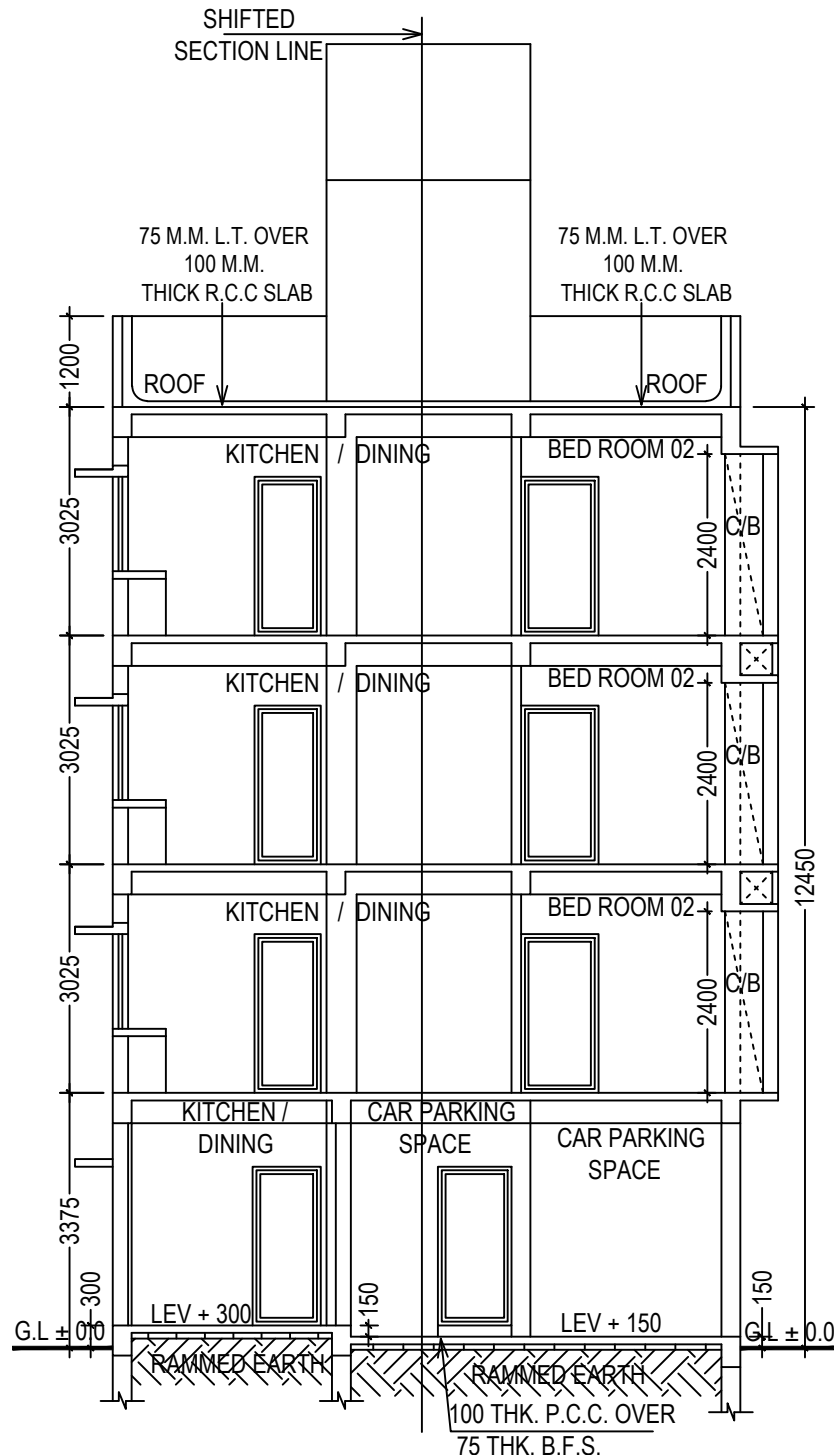 SHIFTED
SECTION LINE
75 M.M. L.T. OVER
100 M.M.
THICK R.C.C SLAB
75 M.M. L.T. OVER
100 M.M.
THICK R.C.C SLAB
1200
ROOF
ROOF
KITCHEN / DINING
BED ROOM 02
3025
2400
C/B
KITCHEN / DINING
BED ROOM 02
3025
2400
C/B
12450
KITCHEN / DINING
BED ROOM 02
3025
2400
C/B
KITCHEN /
DINING
CAR PARKING
SPACE
CAR PARKING
SPACE
3375
300
150
150
LEV + 300
LEV + 150
G.L ± 0.0
G.L ± 0.0
RAMMED EARTH
RAMMED EARTH
100 THK. P.C.C. OVER
75 THK. B.F.S.